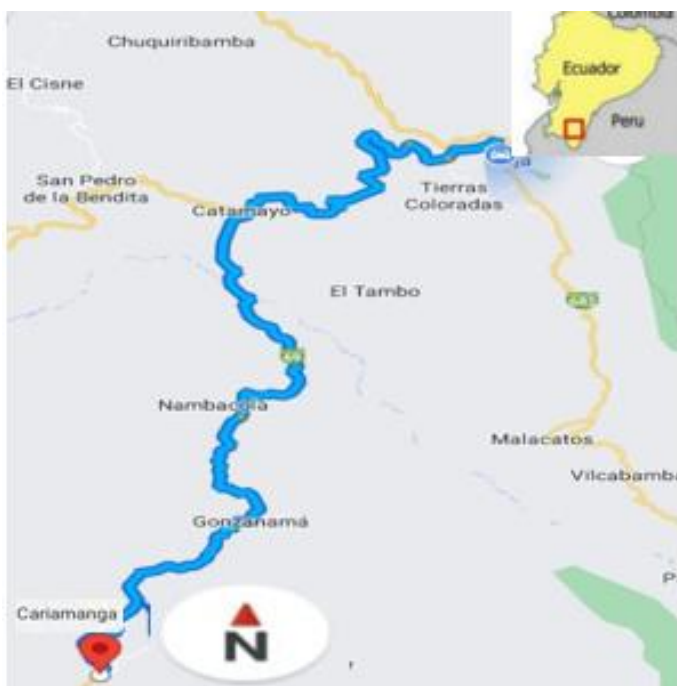 Colombia
Chuquiribamba
Ecuador
El Cisne
Peru
San Pedro
de la Bendita
Tierras
Coloradas
Catamayo
El Tambo
Nambacola
Malacatos
Vilcabamba
Gonzanamá
P
Cariamanga
N